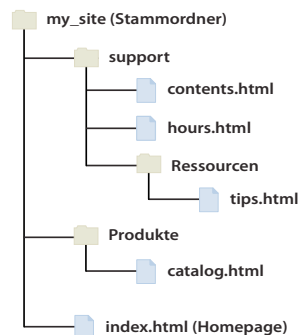 my_site (Stammordner)
support
contents.html
hours.html
Ressourcen
tips.html
Produkte
catalog.html
index.html (Homepage)